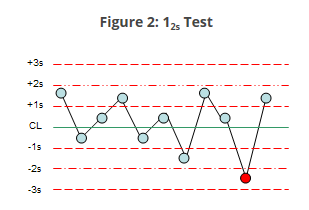 Figure 2: 1₂ₛ Test
+3s
+2s
+1s
CL
-1s
-2s
-3s